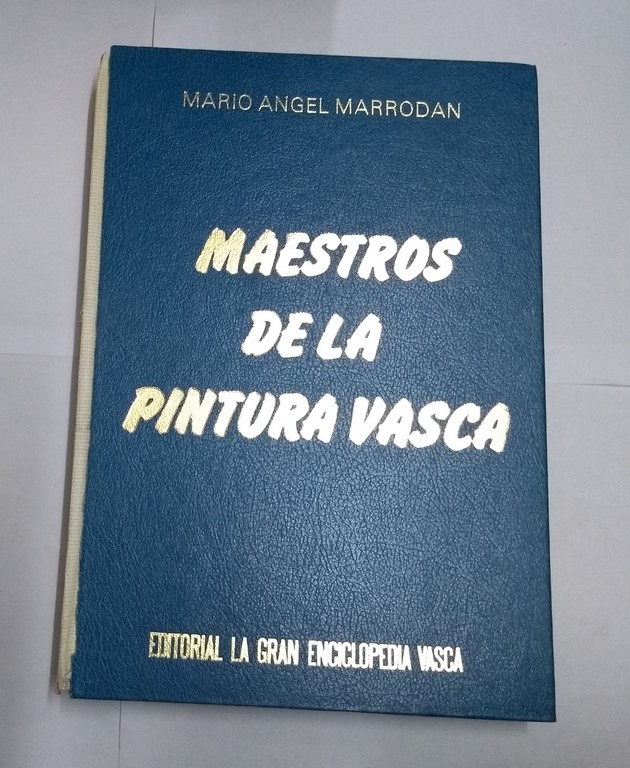 MARIO ANGEL MARRODAN
MAESTROS
DE LA
PINTURA VASCA
EDITORIAL LA GRAN ENCICLOPEDIA VASCA